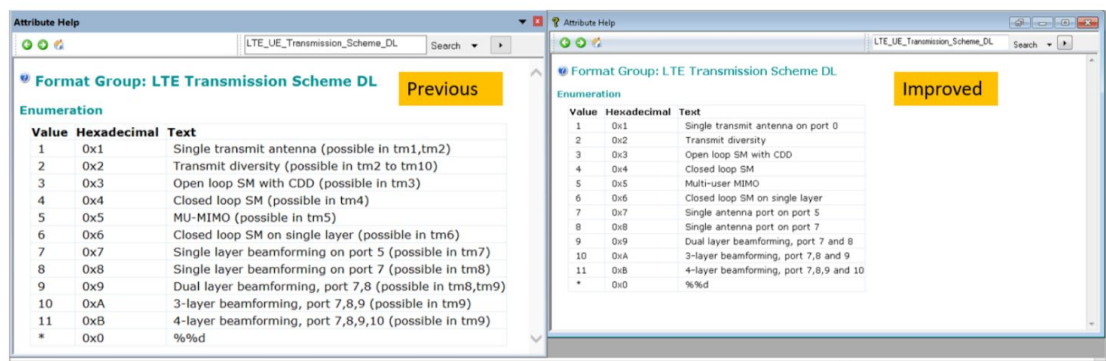 Attribute Help
LTE_UE_Transmission_Scheme_DL Search
Format Group: LTE Transmission Scheme DL
Previous
Enumeration
Value Hexadecimal Text
1 0x1 Single transmit antenna (possible in tm1,tm2)
2 0x2 Transmit diversity (possible in tm2 to tm10)
3 0x3 Open loop SM with CDD (possible in tm3)
4 0x4 Closed loop SM (possible in tm4)
5 0x5 MU-MIMO (possible in tm5)
6 0x6 Closed loop SM on single layer (possible in tm6)
7 0x7 Single layer beamforming on port 5 (possible in tm7)
8 0x8 Single layer beamforming on port 7 (possible in tm8)
9 0x9 Dual layer beamforming, port 7,8 (possible in tm8,tm9)
10 0xA 3-layer beamforming, port 7,8,9 (possible in tm9)
11 0xB 4-layer beamforming, port 7,8,9,10 (possible in tm9)
* 0x0 %%d
Attribute Help
LTE_UE_Transmission_Scheme_DL Search
Format Group: LTE Transmission Scheme DL
Improved
Enumeration
Value Hexadecimal Text
1 0x1 Single transmit antenna on port 0
2 0x2 Transmit diversity
3 0x3 Open loop SM with CDD
4 0x4 Closed loop SM
5 0x5 Multi-user MIMO
6 0x6 Closed loop SM on single layer
7 0x7 Single antenna port on port 5
8 0x8 Single antenna port on port 7
9 0x9 Dual layer beamforming, port 7 and 8
10 0xA 3-layer beamforming, port 7,8 and 9
11 0xB 4-layer beamforming, port 7,8,9 and 10
* 0x0 %%d